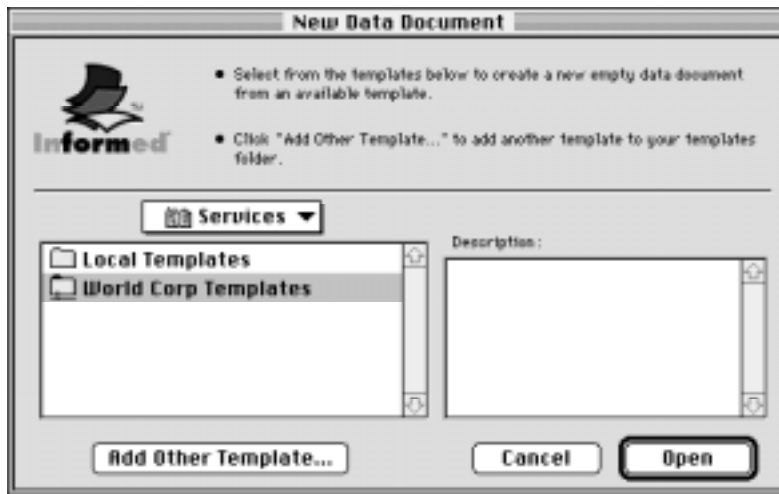 New Data Document
• Select from the templates below to create a new empty data document
from an available template.
• Click "Add Other Template..." to add another template to your templates
folder.
Informed
Services
Description:
Local Templates
World Corp Templates
Add Other Template...
Cancel
Open